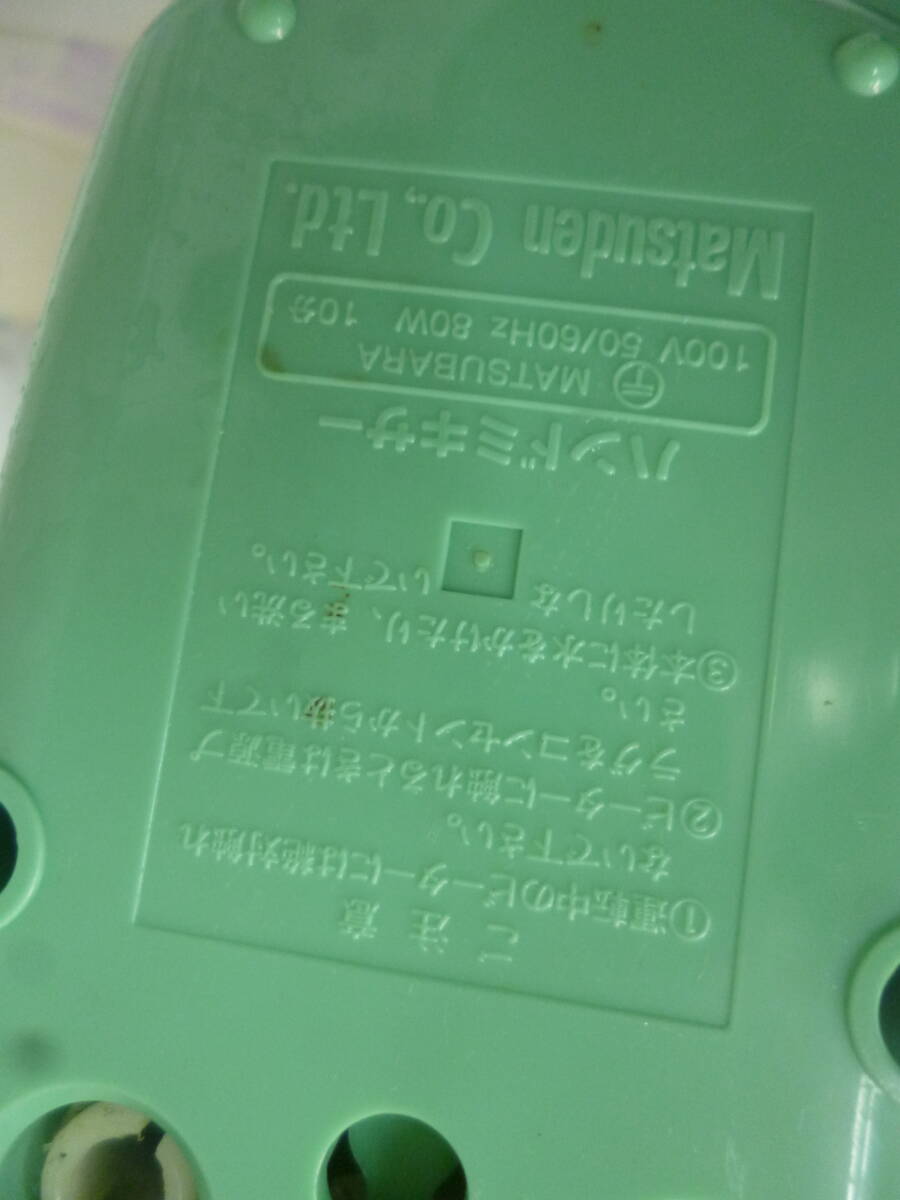 ご注意
①運転中のビーターには絶対触れ
ないで下さい。
②ビーターに触れるときは電源プ
ラグをコンセントから抜いて下
さい。
③本体に水をかけたり、まる洗い
したりしないで下さい。
ハンドミキサー
MATSUBARA
100V 50/60Hz 80W 10分
Matsuden Co., Ltd.